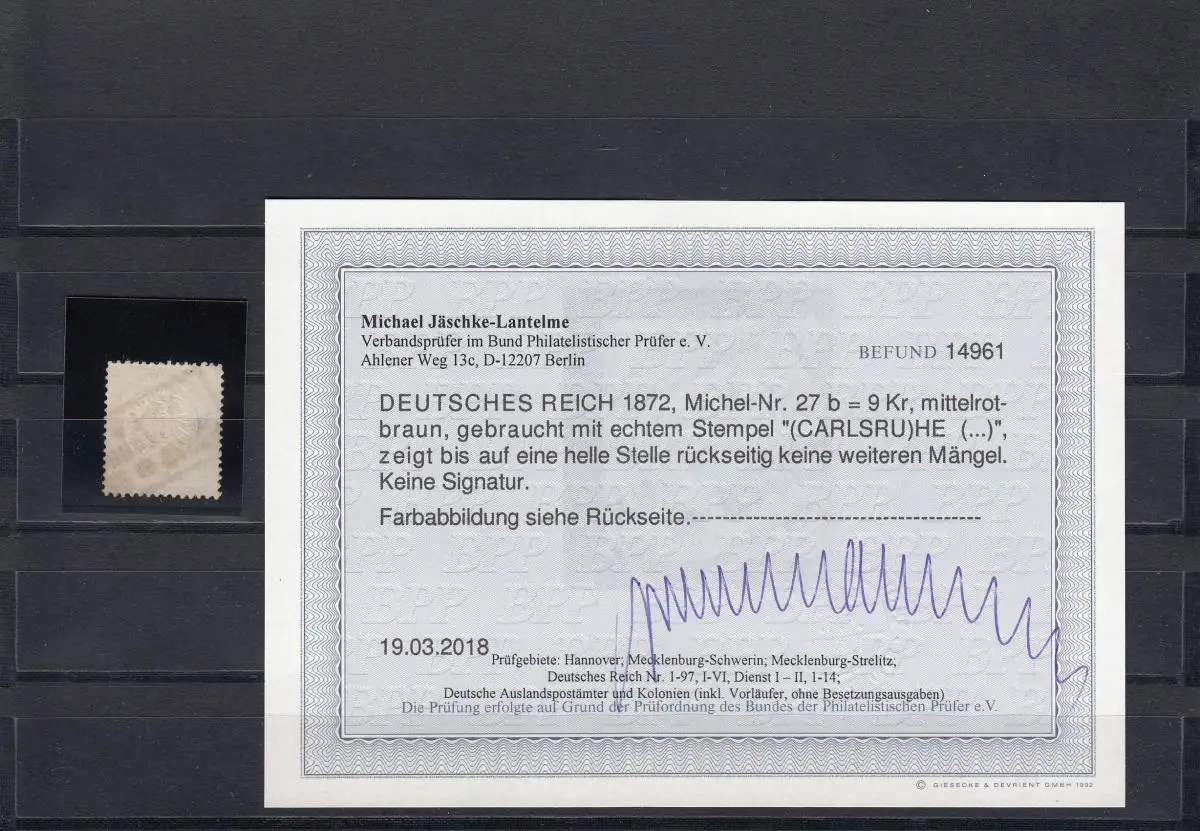 Michael Jäschke-Lantelme
Verbandsprüfer im Bund Philatelistischer Prüfer e. V.
Ahlener Weg 13c, D-12207 Berlin
BEFUND 14961
DEUTSCHES REICH 1872, Michel-Nr. 27 b = 9 Kr, mittelrot-
braun, gebraucht mit echtem Stempel "(CARLSRU)HE (...)",
zeigt bis auf eine helle Stelle rückseitig keine weiteren Mängel.
Keine Signatur.
Farbabbildung siehe Rückseite.---------------------------------------
19.03.2018
Prüfgebiete: Hannover; Mecklenburg-Schwerin; Mecklenburg-Strelitz;
Deutsches Reich Nr. 1-97, I-VI, Dienst I – II, 1-14;
Deutsche Auslandspostämter und Kolonien (inkl. Vorläufer, ohne Besetzungsausgaben)
Die Prüfung erfolgte auf Grund der Prüfordnung des Bundes der Philatelistischen Prüfer e.V.
© GIESECKE & DEVRIENT GMBH 1992